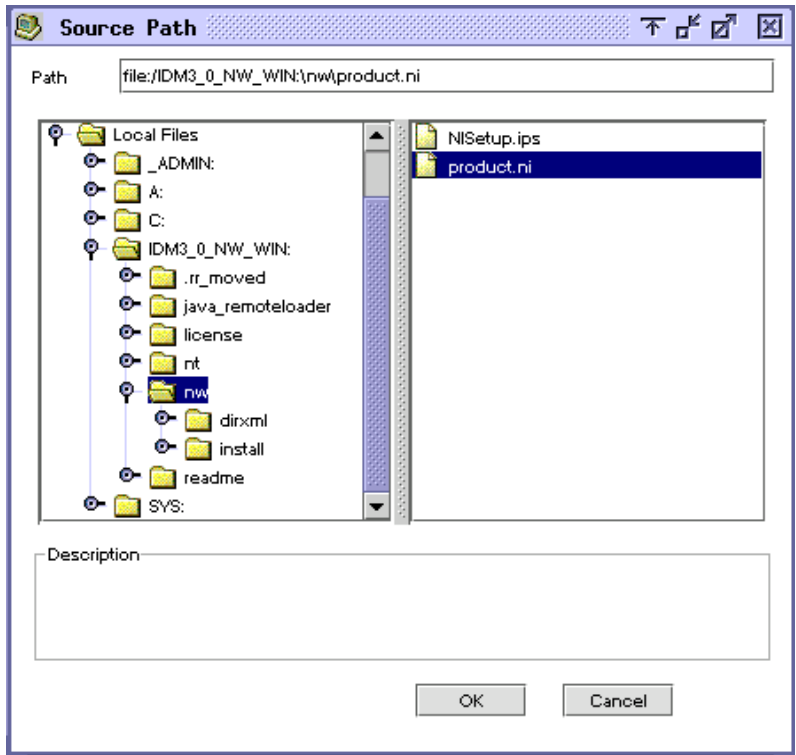 Source Path
Path
file:/IDM3_0_NW_WIN:\nw\product.ni
Local Files
_ADMIN:
A:
C:
IDM3_0_NW_WIN:
.rr_moved
java_remoteloader
license
nt
nw
dirxml
install
readme
SYS:
NISetup.ips
product.ni
Description
OK
Cancel